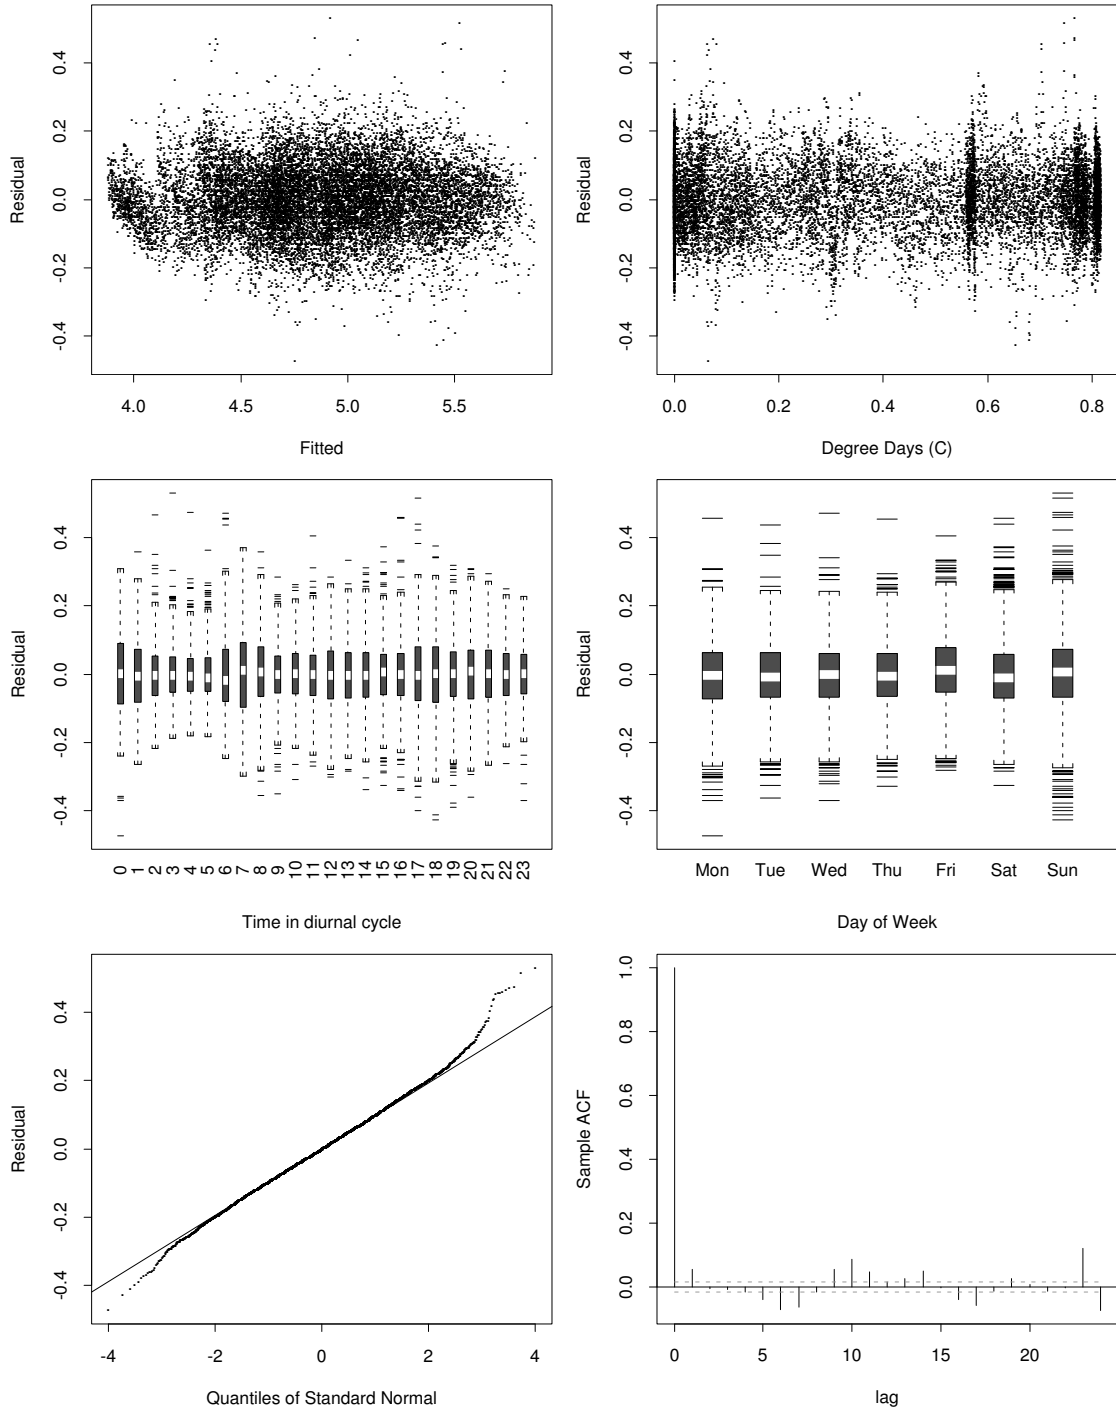 0.4
0.2
0.0
-0.2
-0.4
Residual
4.0 4.5 5.0 5.5
Fitted
0.4
0.2
0.0
-0.2
-0.4
Residual
0.0 0.2 0.4 0.6 0.8
Degree Days (C)
0.4
0.2
0.0
-0.2
-0.4
Residual
0 1 2 3 4 5 6 7 8 9 10 11 12 13 14 15 16 17 18 19 20 21 22 23
Time in diurnal cycle
0.4
0.2
0.0
-0.2
-0.4
Residual
Mon Tue Wed Thu Fri Sat Sun
Day of Week
0.4
0.2
0.0
-0.2
-0.4
Residual
-4 -2 0 2 4
Quantiles of Standard Normal
1.0
0.8
0.6
0.4
0.2
0.0
Sample ACF
0 5 10 15 20
lag